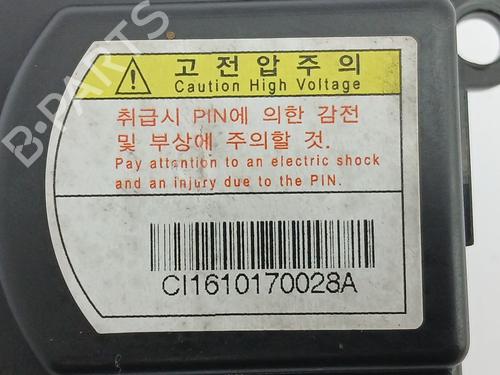 고전압주의
Caution High Voltage
취급시 PIN에 의한 감전
및 부상에 주의할 것.
Pay attention to an electric shock
and an injury due to the PIN.
CI1610170028A
B-PARTS